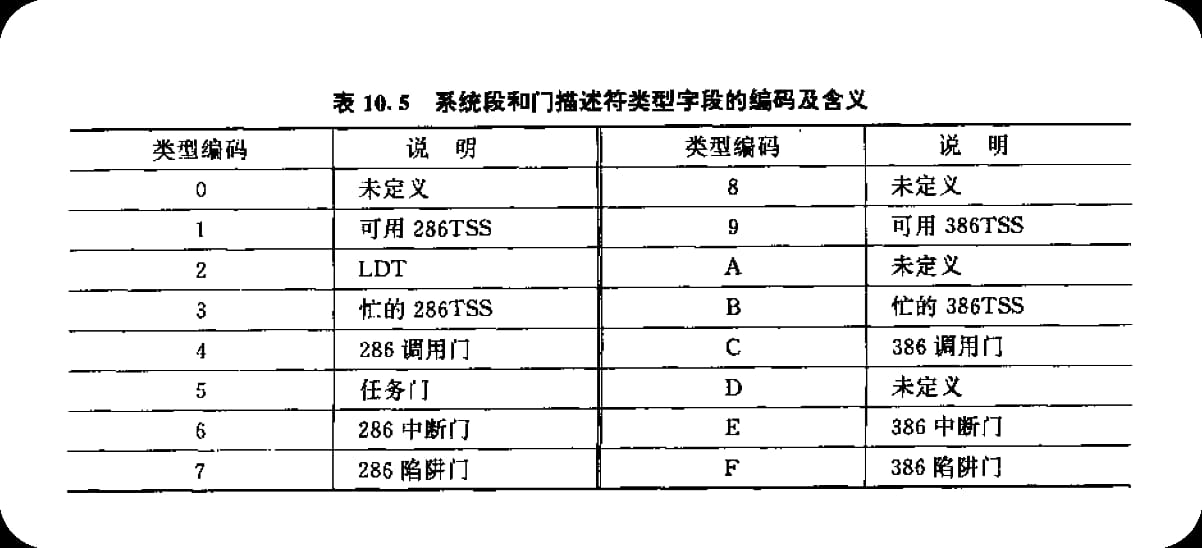 表 10.5 系统段和门描述符类型字段的编码及含义
类型编码 说 明 类型编码 说 明
0 未定义 8 未定义
1 可用 286TSS 9 可用 386TSS
2 LDT A 未定义
3 忙的 286TSS B 忙的 386TSS
4 286 调用门 C 386 调用门
5 任务门 D 未定义
6 286 中断门 E 386 中断门
7 286 陷阱门 F 386 陷阱门